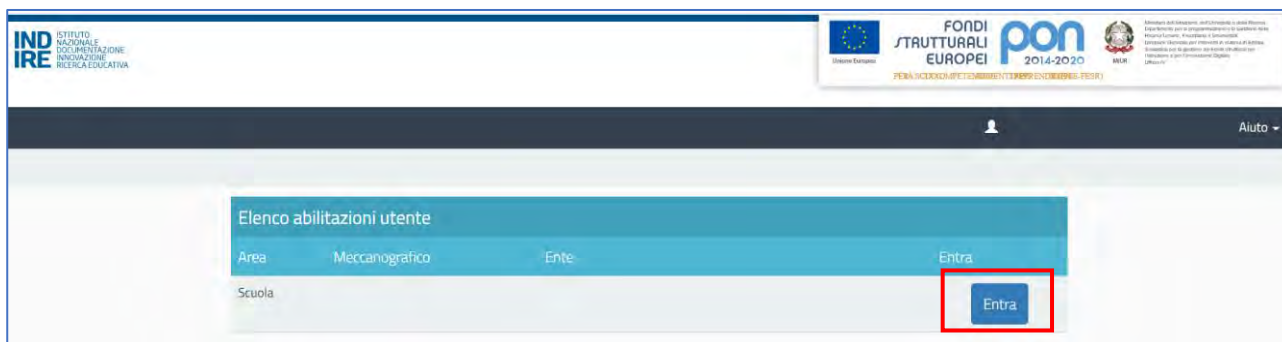 IND
IRE
ISTITUTO
NAZIONALE
DOCUMENTAZIONE
INNOVAZIONE
RICERCA EDUCATIVA
Unione Europea
FONDI
STRUTTURALI
EUROPEI
pon
2014-2020
MIUR
Aiuto
Elenco abilitazioni utente
Area Meccanografico Ente Entra
Scuola Entra